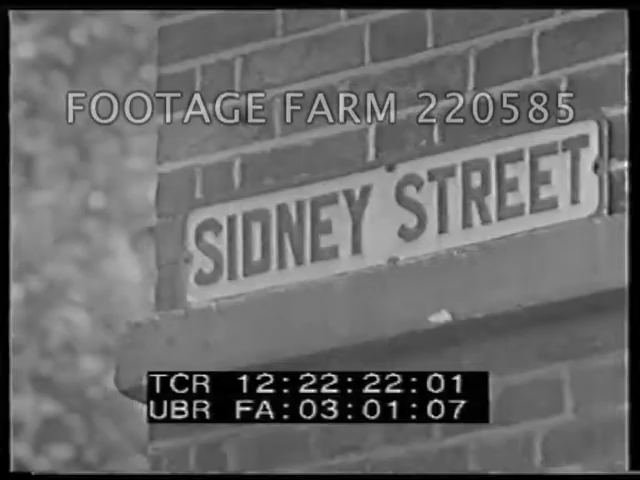 FOOTAGE FARM 220585
SIDNEY STREET
TCR 12:22:22:01
UBR FA:03:01:07